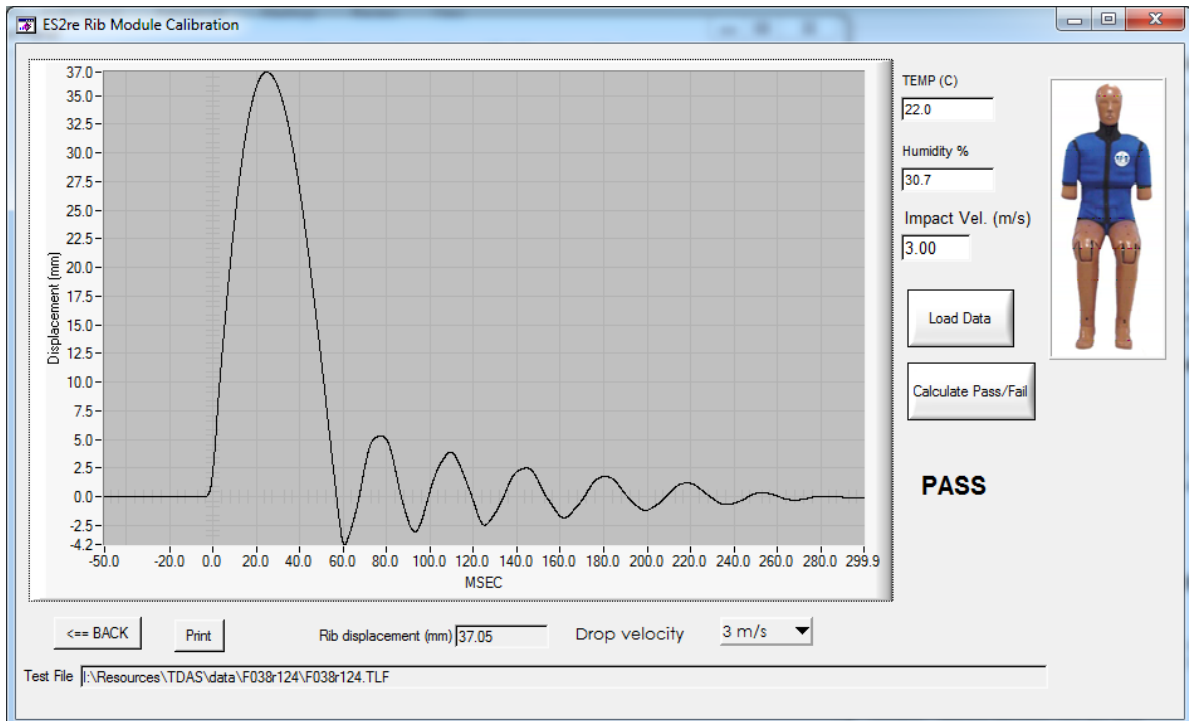 ES2re Rib Module Calibration
37.0
35.0
32.5
30.0
27.5
25.0
22.5
20.0
17.5
15.0
12.5
10.0
7.5
5.0
2.5
0.0
-2.5
-4.2
Displacement (mm)
-50.0 -20.0 0.0 20.0 40.0 60.0 80.0 100.0 120.0 140.0 160.0 180.0 200.0 220.0 240.0 260.0 280.0 299.9
MSEC
TEMP (C)
22.0
Humidity %
30.7
Impact Vel. (m/s)
3.00
Load Data
Calculate Pass/Fail
PASS
<== BACK
Print
Rib displacement (mm) 37.05
Drop velocity
3 m/s
Test File I:\Resources\TDAS\data\F038r124\F038r124.TLF